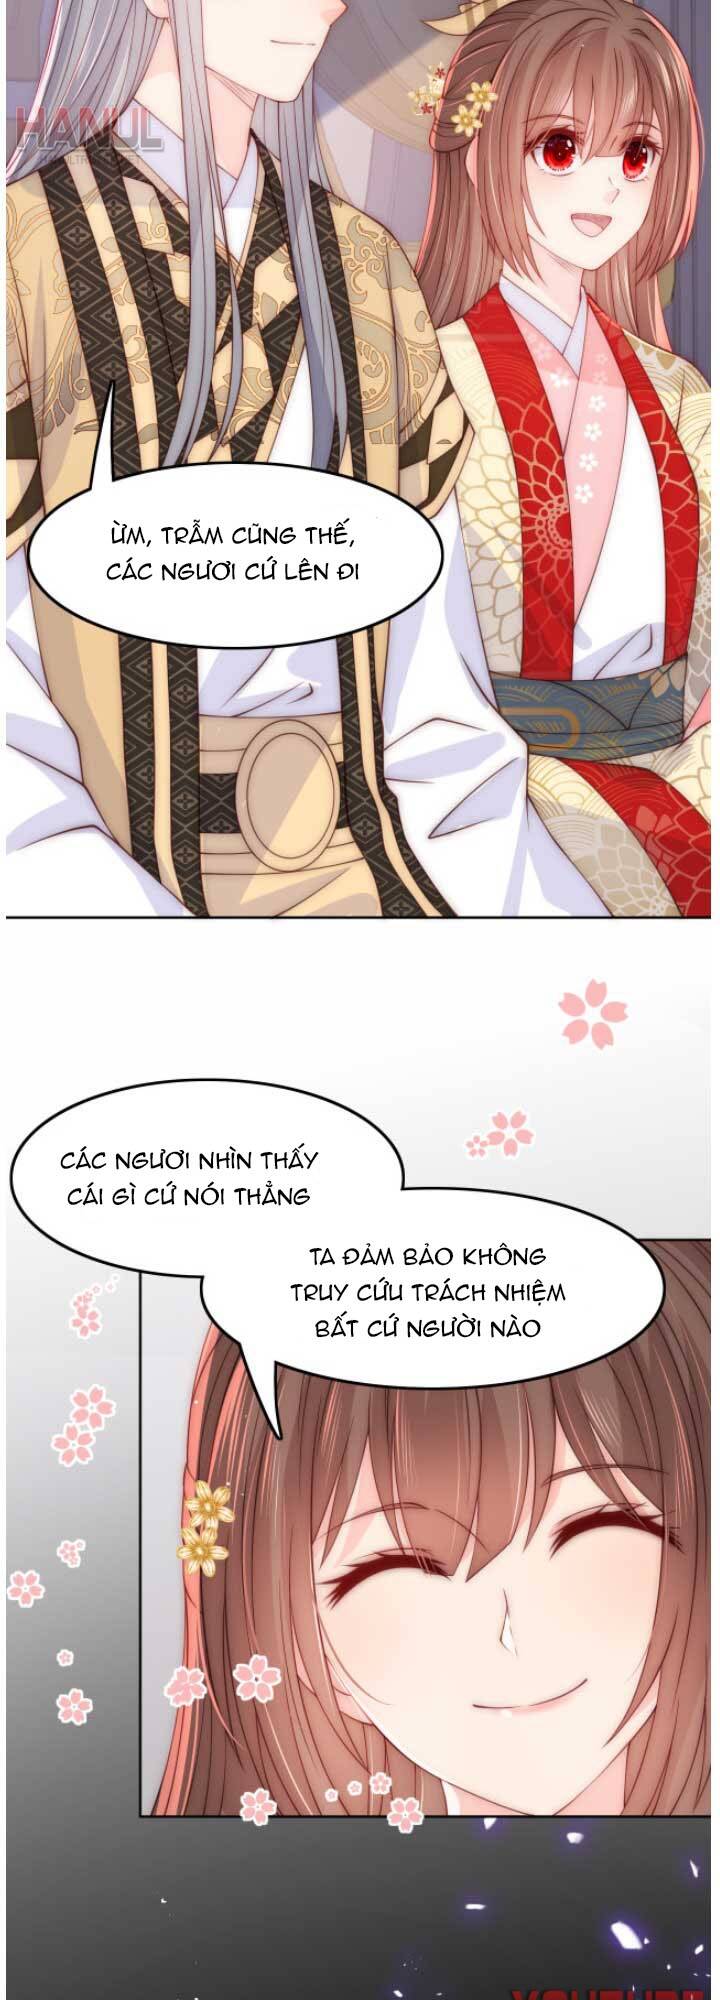 HANUL
ỪM, TRẪM CŨNG THẾ,
CÁC NGƯƠI CỨ LÊN ĐI
CÁC NGƯƠI NHÌN THẤY
CÁI GÌ CỨ NÓI THẲNG
TA ĐẢM BẢO KHÔNG
TRUY CỨU TRÁCH NHIỆM
BẤT CỨ NGƯỜI NÀO